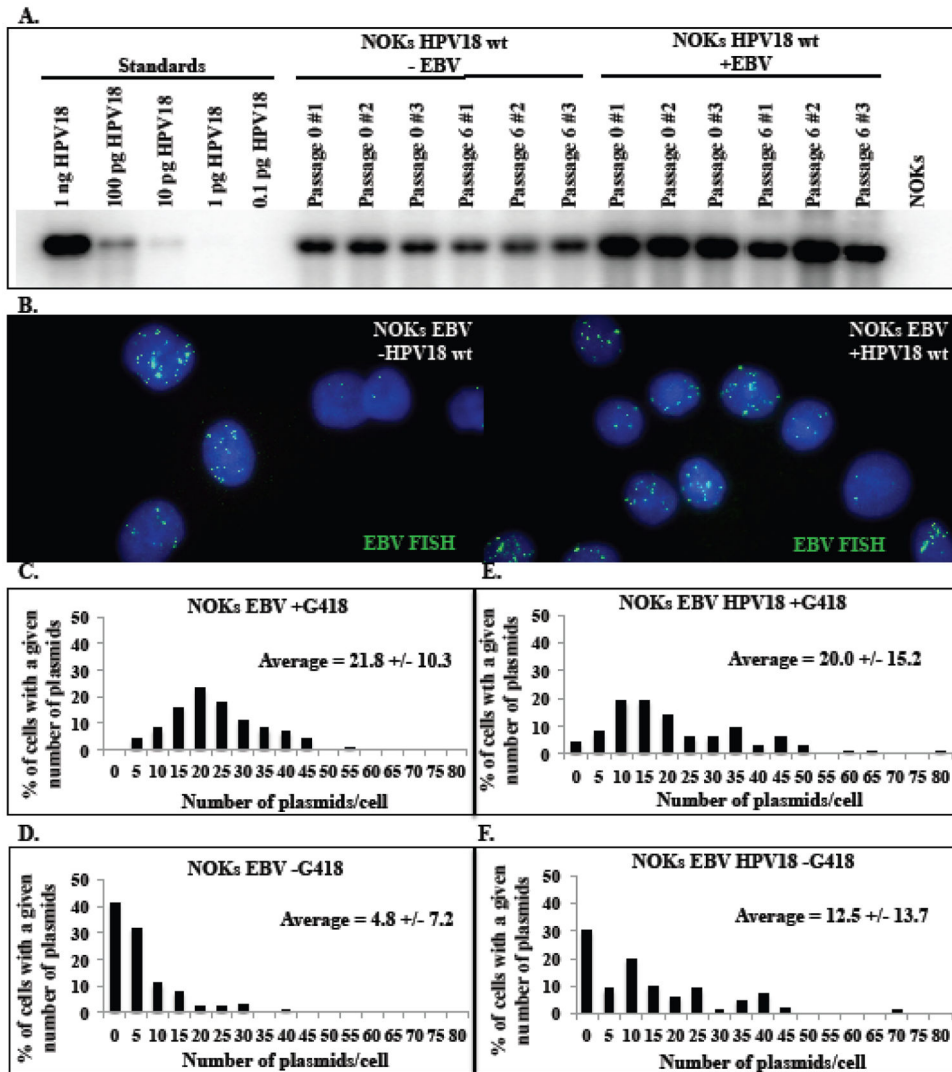 A.
NOKs HPV18 wt
- EBV
NOKs HPV18 wt
+EBV
Standards
1 ng HPV18
100 pg HPV18
10 pg HPV18
1 pg HPV18
0.1 pg HPV18
Passage 0 #1
Passage 0 #2
Passage 0 #3
Passage 6 #1
Passage 6 #2
Passage 6 #3
Passage 0 #1
Passage 0 #2
Passage 0 #3
Passage 6 #1
Passage 6 #2
Passage 6 #3
NOKs
B.
NOKs EBV
-HPV18 wt
EBV FISH
NOKs EBV
+HPV18 wt
EBV FISH
C.
NOKs EBV +G418
Average = 21.8 +/- 10.3
% of cells with a given
number of plasmids
50
40
30
20
10
0
0 5 10 15 20 25 30 35 40 45 50 55 60 65 70 75 80
Number of plasmids/cell
E.
NOKs EBV HPV18 +G418
Average = 20.0 +/- 15.2
% of cells wth a given
number of plasmids
50
40
30
20
10
0
0 5 10 15 20 25 30 35 40 45 50 55 60 65 70 75 80
Number of plasmids/cell
D.
NOKs EBV -G418
Average = 4.8 +/- 7.2
% of cells with a given
number of plasmids
50
40
30
20
10
0
0 5 10 15 20 25 30 35 40 45 50 55 60 65 70 75 80
Number of plasmids/cell
F.
NOKs EBV HPV18 -G418
Average = 12.5 +/- 13.7
% of cells with a given
number of plasmids
50
40
30
20
10
0
0 5 10 15 20 25 30 35 40 45 50 55 60 65 70 75 80
Number of plasmids/cell